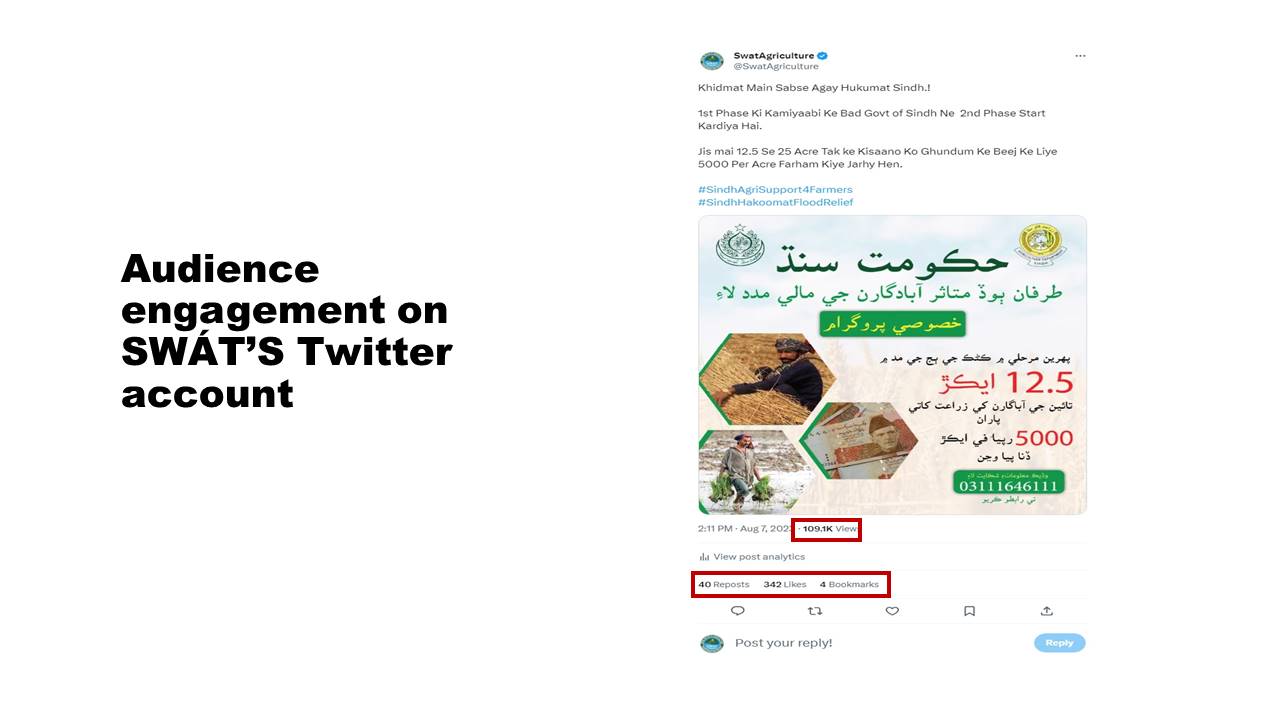 Audience
engagement on
SWÁT’S Twitter
account
SwatAgriculture
@SwatAgriculture
Khidmat Main Sabse Agay Hukumat Sindh.!
1st Phase Ki Kamiyaabi Ke Bad Govt of Sindh Ne 2nd Phase Start
Kardiya Hai.
Jis mai 12.5 Se 25 Acre Tak ke Kisaano Ko Ghundum Ke Beej Ke Liye
5000 Per Acre Farham Kiye Jarhy Hen.
#SindhAgriSupport4Farmers
#SindhHakoomatFloodRelief
حڪومت سنڌ
طرفان ٻوڏ متاثر آبادگارن جي مالي مدد لاءِ
خصوصي پروگرام
پهرين مرحلي ۾ ڪڻڪ جي ٻج جي مد ۾
12.5 ايڪڙ
تائين جي آباگارن کي زراعت کاتي
پاران
5000 رپيا في ايڪڙ
ڏنا پيا وڃن
وڌيڪ معلومات ۽ شڪايت لاءِ
03111646111
تي رابطو ڪريو
2:11 PM · Aug 7, 202 · 109.1K View
View post analytics
40 Reposts 342 Likes 4 Bookmarks
Post your reply!
Reply